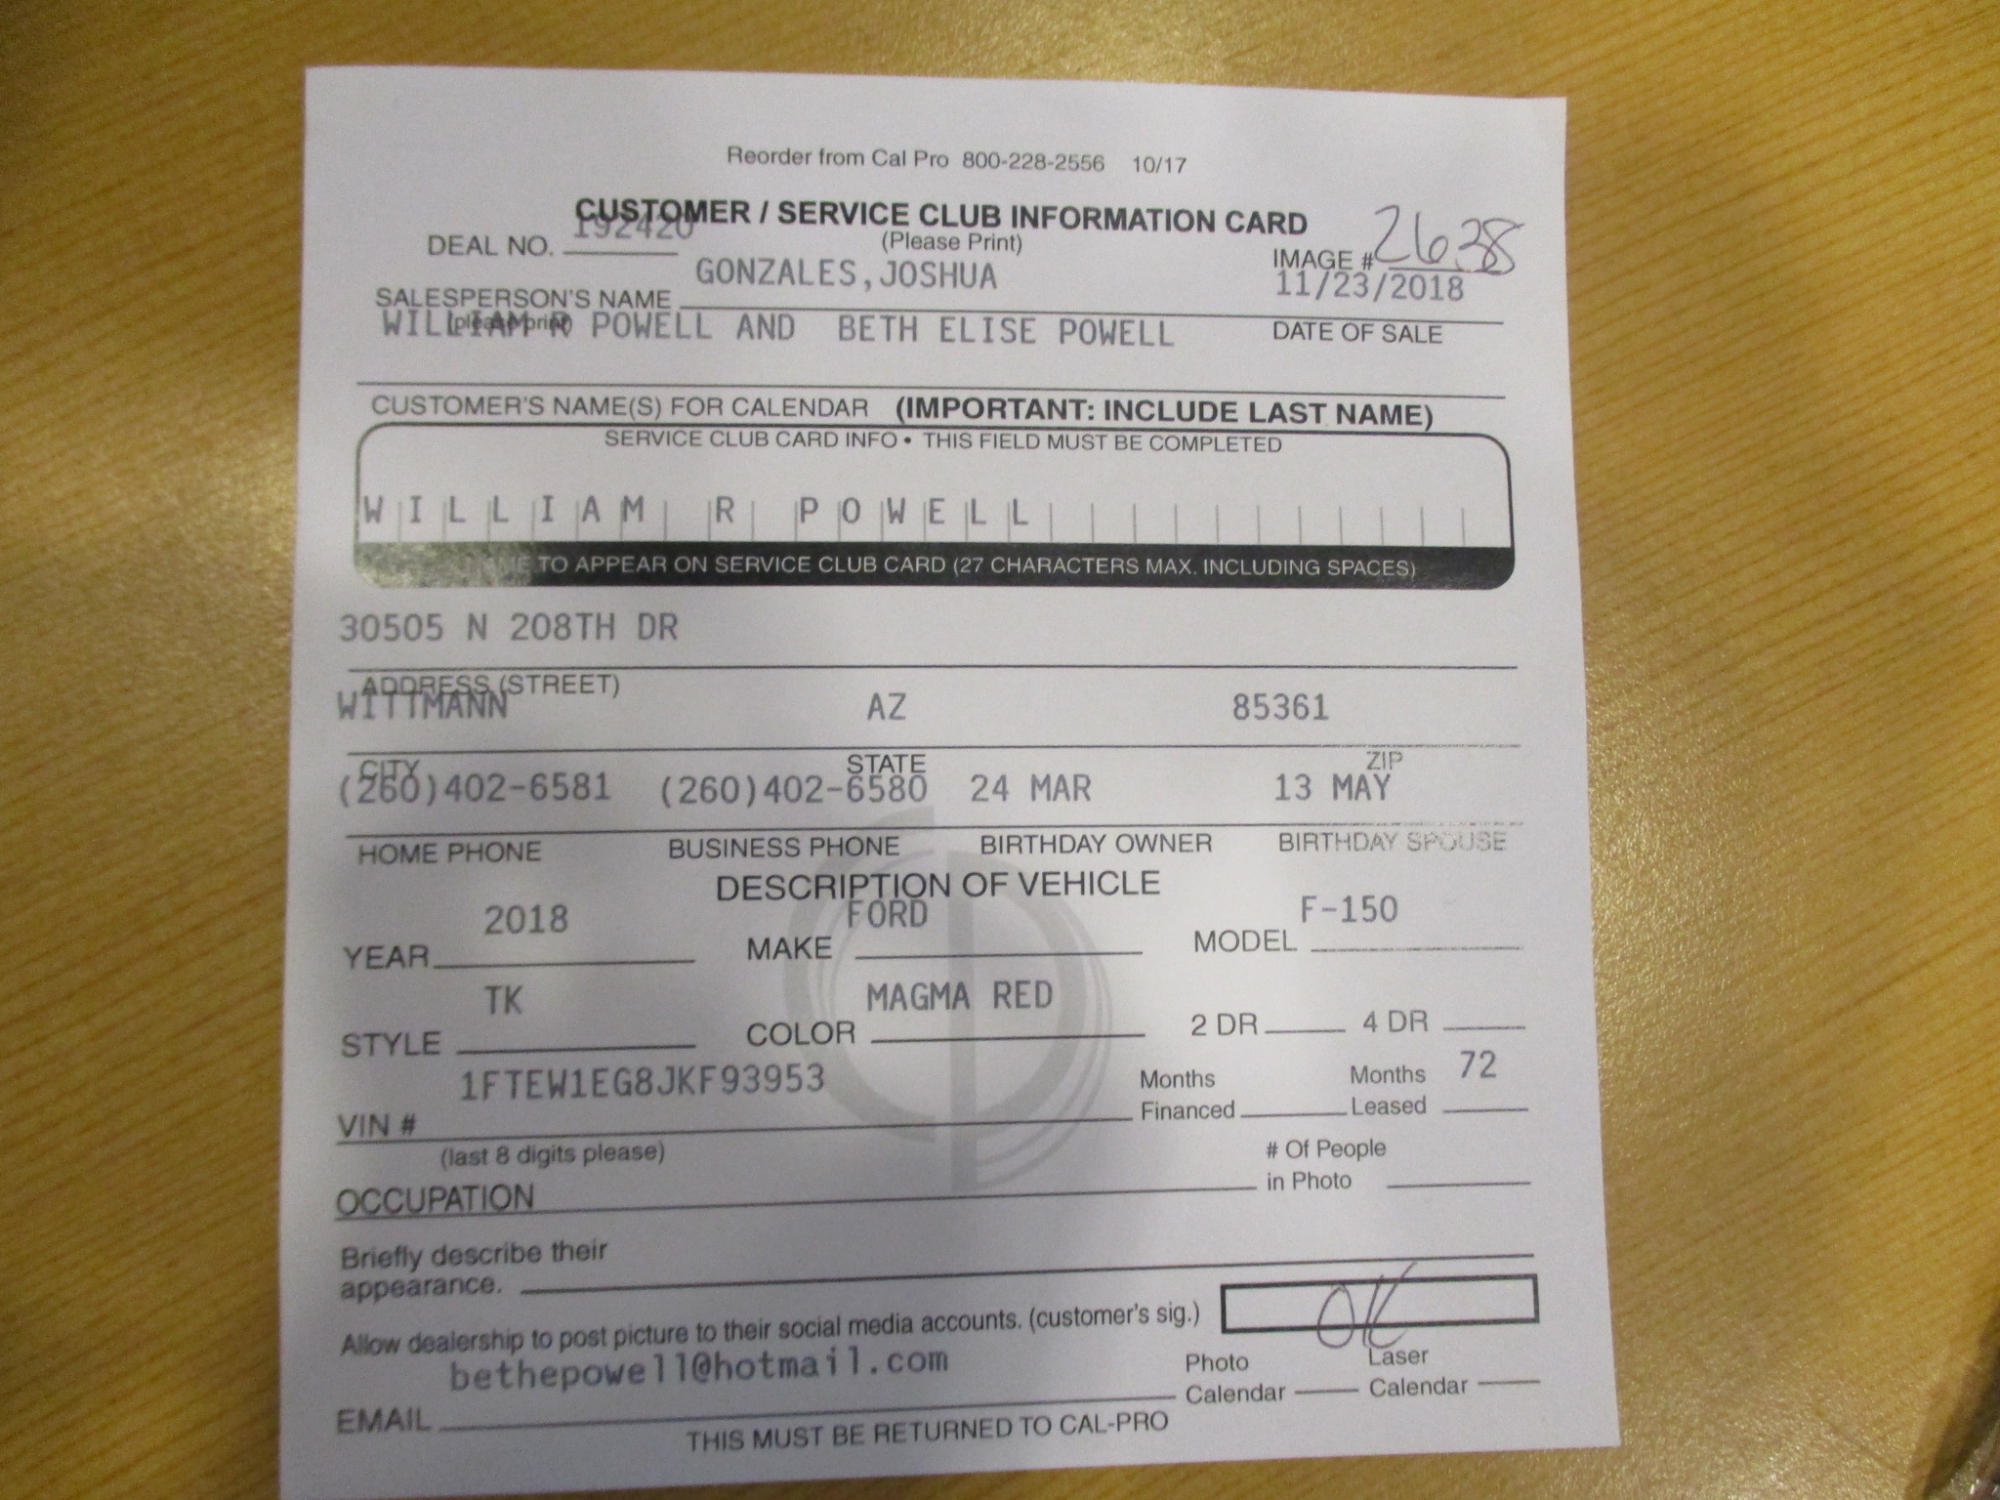 Reorder from Cal Pro 800-228-2556 10/17
CUSTOMER / SERVICE CLUB INFORMATION CARD
DEAL NO. 192420 (Please Print) IMAGE # 2638
SALESPERSON'S NAME GONZALES,JOSHUA 11/23/2018
(please print) DATE OF SALE
WILLIAM R POWELL AND BETH ELISE POWELL
CUSTOMER'S NAME(S) FOR CALENDAR (IMPORTANT: INCLUDE LAST NAME)
SERVICE CLUB CARD INFO • THIS FIELD MUST BE COMPLETED
WILLIAM R POWELL
TO APPEAR ON SERVICE CLUB CARD (27 CHARACTERS MAX. INCLUDING SPACES)
30505 N 208TH DR
ADDRESS (STREET)
WITTMANN AZ 85361
CITY STATE ZIP
(260)402-6581 (260)402-6580 24 MAR 13 MAY
HOME PHONE BUSINESS PHONE BIRTHDAY OWNER BIRTHDAY SPOUSE
DESCRIPTION OF VEHICLE
YEAR 2018 MAKE FORD MODEL F-150
STYLE TK COLOR MAGMA RED 2 DR 4 DR
VIN # 1FTEW1EG8JKF93953 Months Financed Months Leased 72
(last 8 digits please)
OCCUPATION # Of People in Photo
Briefly describe their
appearance.
Allow dealership to post picture to their social media accounts. (customer's sig.) OK
EMAIL bethepowell@hotmail.com Photo Calendar Laser Calendar
THIS MUST BE RETURNED TO CAL-PRO